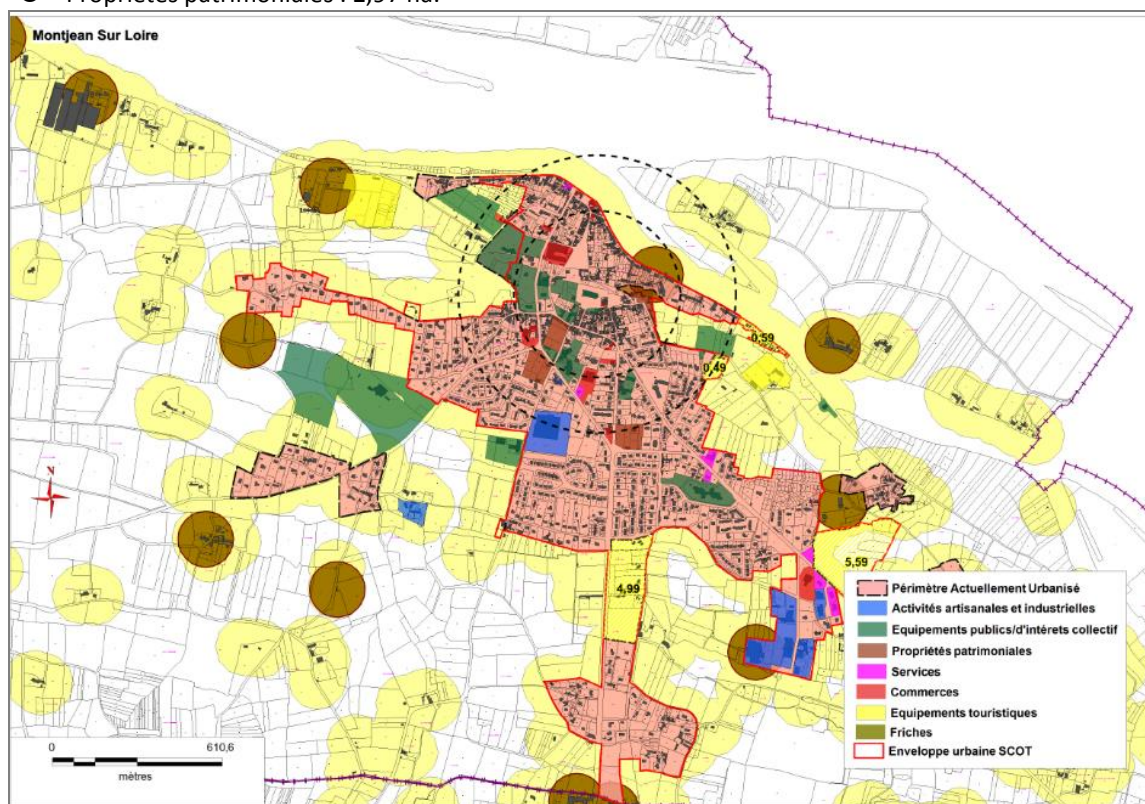 Propriétés patrimoniales : 2,97 ha.
Montjean Sur Loire
0,59
0,49
5,59
4,99
Périmètre Actuellement Urbanisé
Activités artisanales et industrielles
Equipements publics/d'intérets collectif
Propriétés patrimoniales
Services
Commerces
Equipements touristiques
Friches
Enveloppe urbaine SCOT
0 610,6
mètres